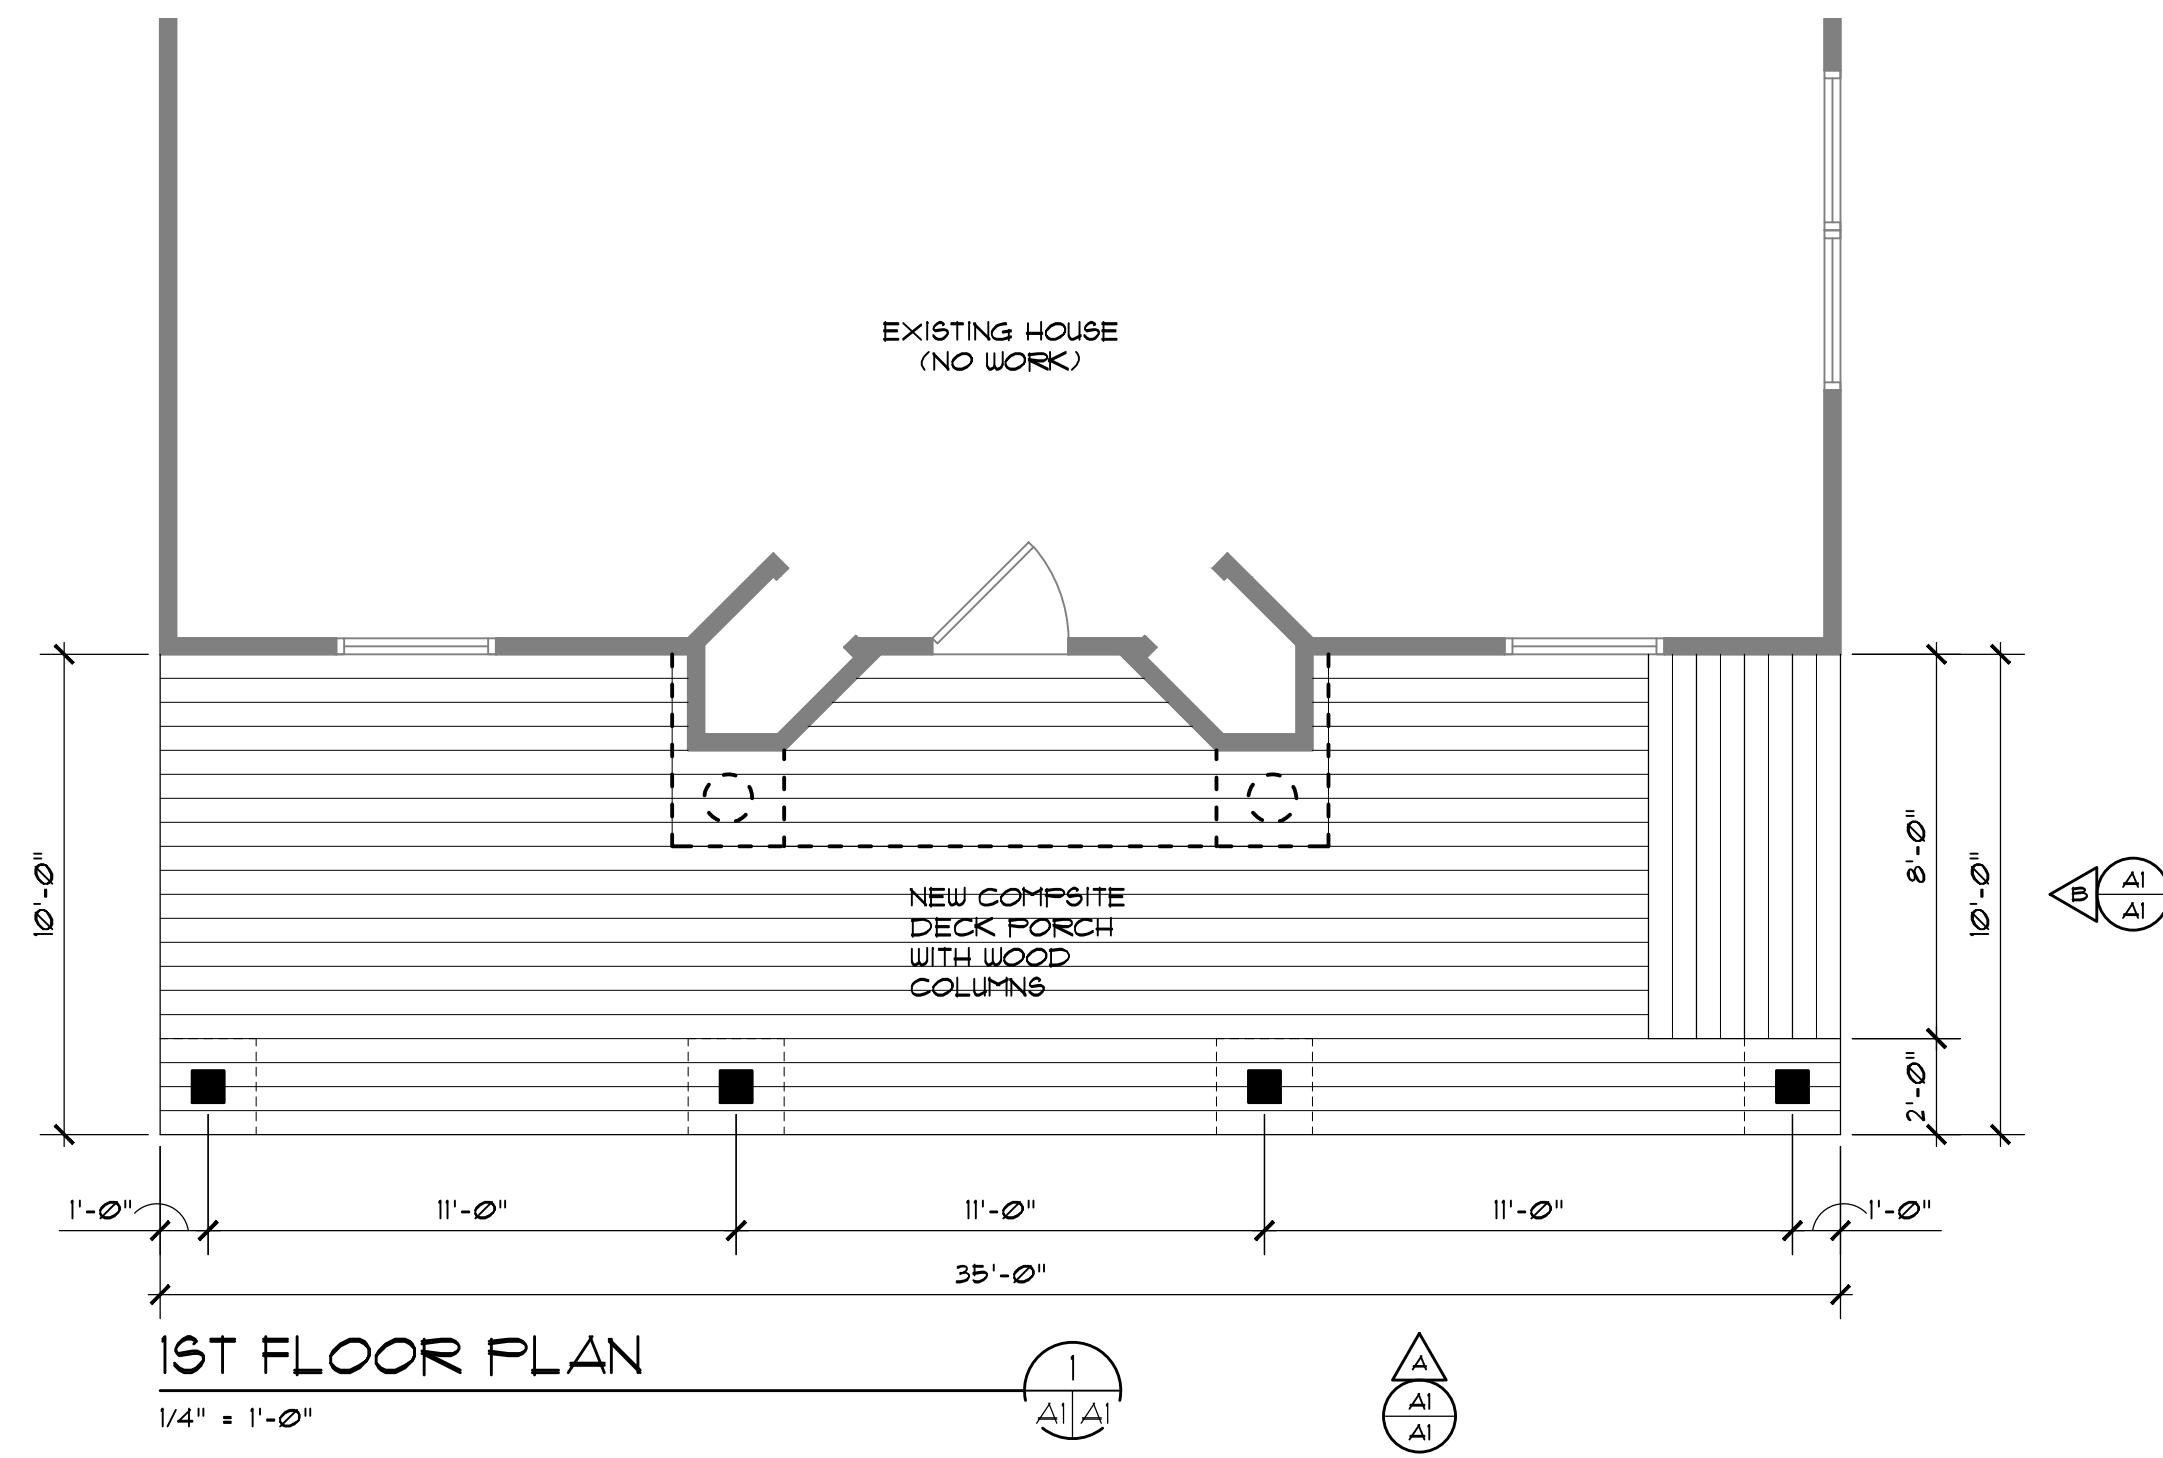 EXISTING HOUSE
(NO WORK)
10'-0"
8'-0"
10'-0"
2'-0"
B
A1
A1
NEW COMPSITE
DECK PORCH
WITH WOOD
COLUMNS
1'-0"
11'-0"
11'-0"
11'-0"
1'-0"
35'-0"
1ST FLOOR PLAN
1/4" = 1'-0"
1
A1 A1
A
A1
A1